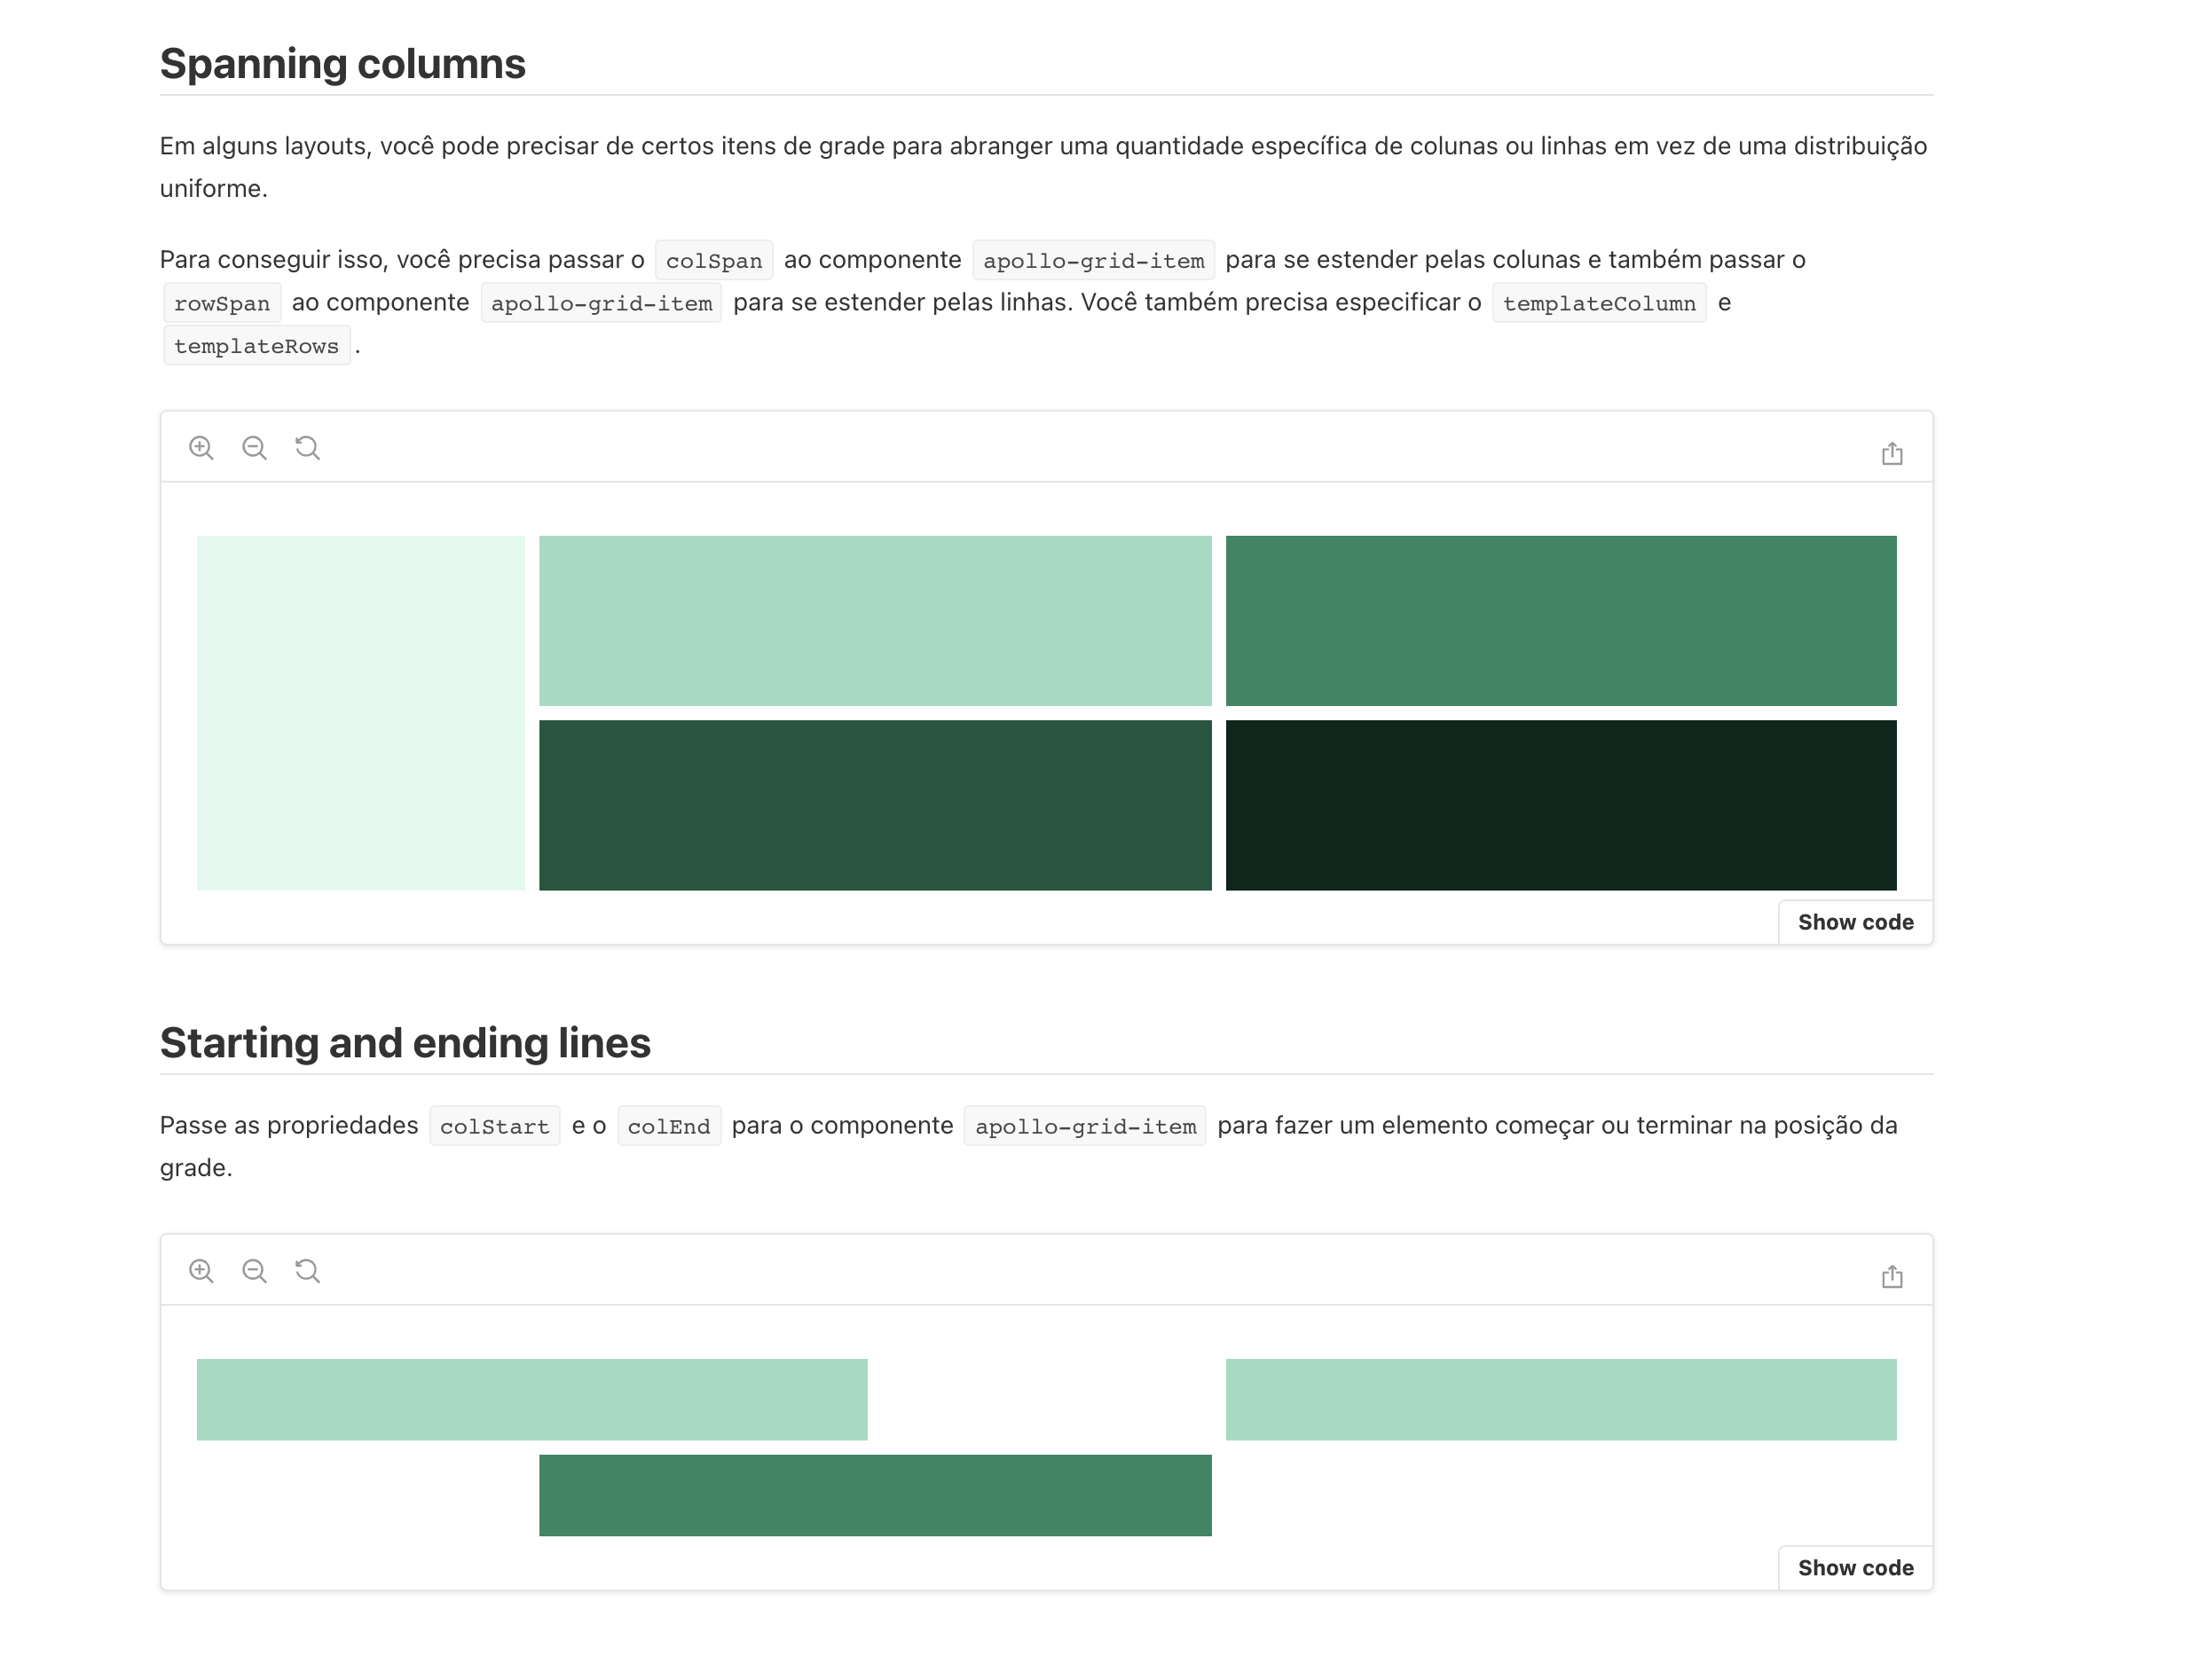 Spanning columns
Em alguns layouts, você pode precisar de certos itens de grade para abranger uma quantidade específica de colunas ou linhas em vez de uma distribuição
uniforme.
Para conseguir isso, você precisa passar o colSpan ao componente apollo-grid-item para se estender pelas colunas e também passar o
rowSpan ao componente apollo-grid-item para se estender pelas linhas. Você também precisa especificar o templateColumn e
templateRows .
Show code
Starting and ending lines
Passe as propriedades colStart e o colEnd para o componente apollo-grid-item para fazer um elemento começar ou terminar na posição da
grade.
Show code